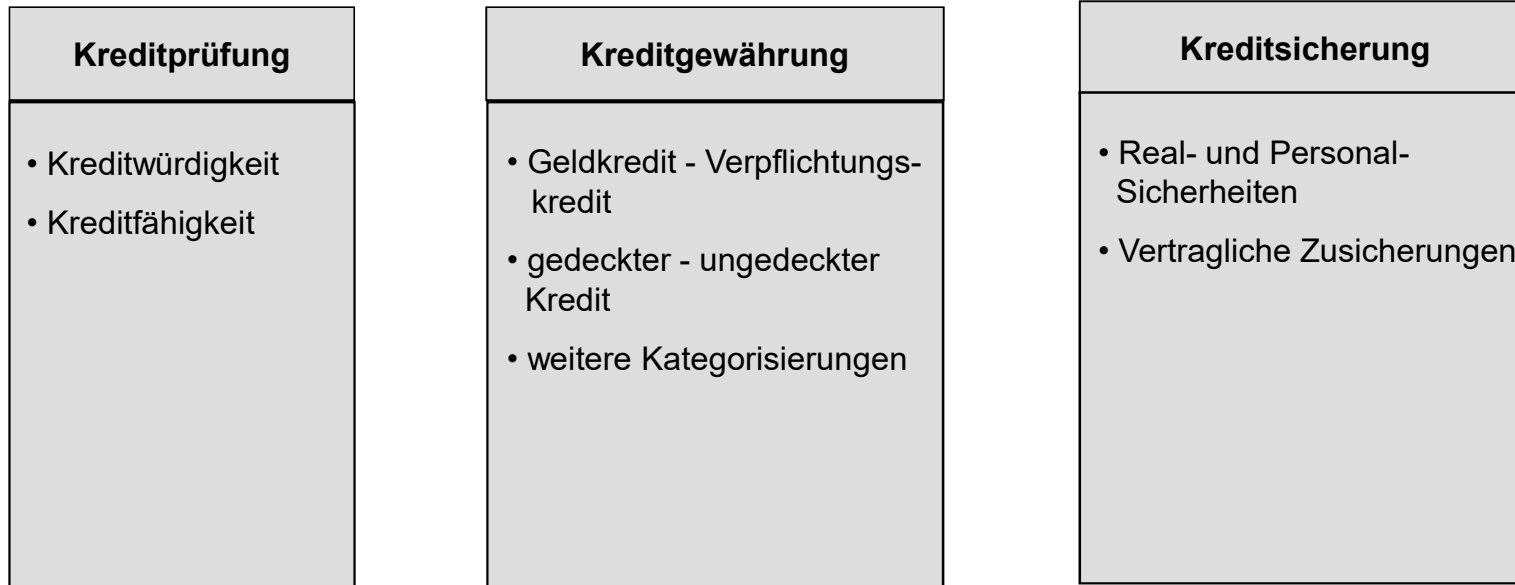 Kreditprüfung
• Kreditwürdigkeit
• Kreditfähigkeit
Kreditgewährung
• Geldkredit - Verpflichtungs-
kredit
• gedeckter - ungedeckter
Kredit
• weitere Kategorisierungen
Kreditsicherung
• Real- und Personal-
Sicherheiten
• Vertragliche Zusicherungen